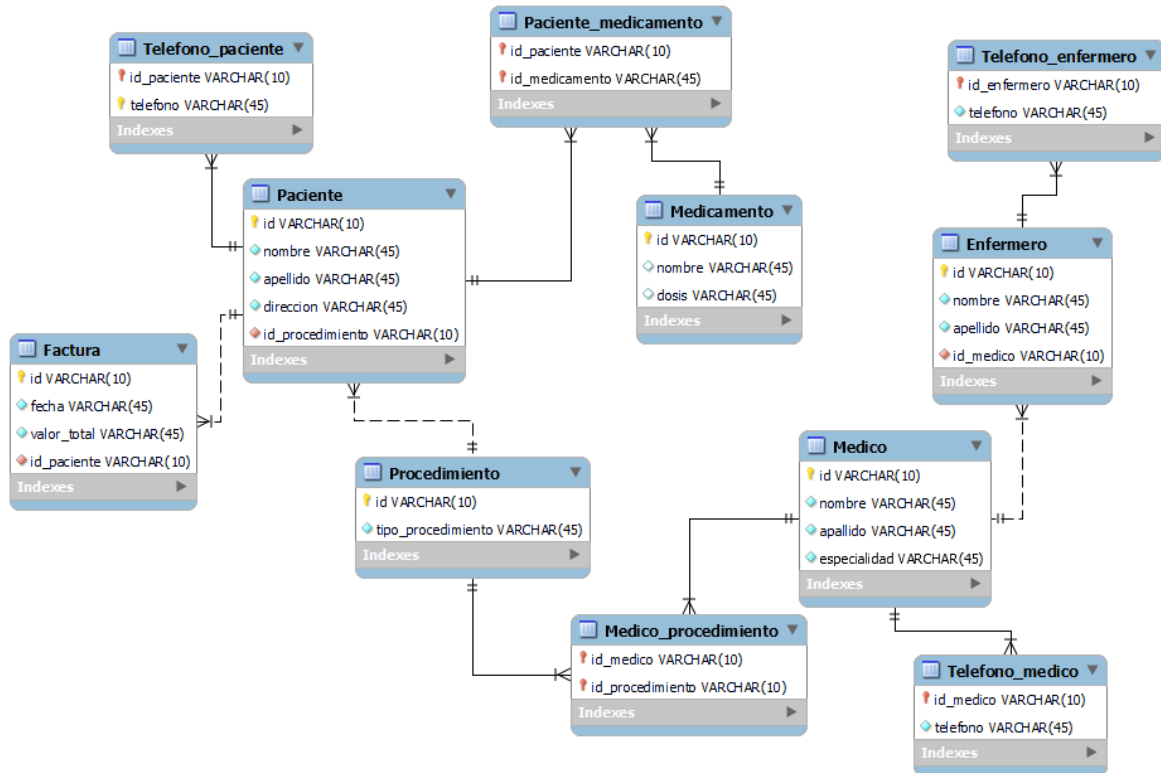 Telefono_paciente
id_paciente VARCHAR(10)
telefono VARCHAR(45)
Indexes
Paciente_medicamento
id_paciente VARCHAR(10)
id_medicamento VARCHAR(45)
Indexes
Telefono_enfermero
id_enfermero VARCHAR(10)
telefono VARCHAR(45)
Indexes
Paciente
id VARCHAR(10)
nombre VARCHAR(45)
apellido VARCHAR(45)
direccion VARCHAR(45)
id_procedimiento VARCHAR(10)
Indexes
Medicamento
id VARCHAR(10)
nombre VARCHAR(45)
dosis VARCHAR(45)
Indexes
Enfermero
id VARCHAR(10)
nombre VARCHAR(45)
apellido VARCHAR(45)
id_medico VARCHAR(10)
Indexes
Factura
id VARCHAR(10)
fecha VARCHAR(45)
valor_total VARCHAR(45)
id_paciente VARCHAR(10)
Indexes
Procedimiento
id VARCHAR(10)
tipo_procedimiento VARCHAR(45)
Indexes
Medico
id VARCHAR(10)
nombre VARCHAR(45)
apallido VARCHAR(45)
especialidad VARCHAR(45)
Indexes
Medico_procedimiento
id_medico VARCHAR(10)
id_procedimiento VARCHAR(10)
Indexes
Telefono_medico
id_medico VARCHAR(10)
telefono VARCHAR(45)
Indexes